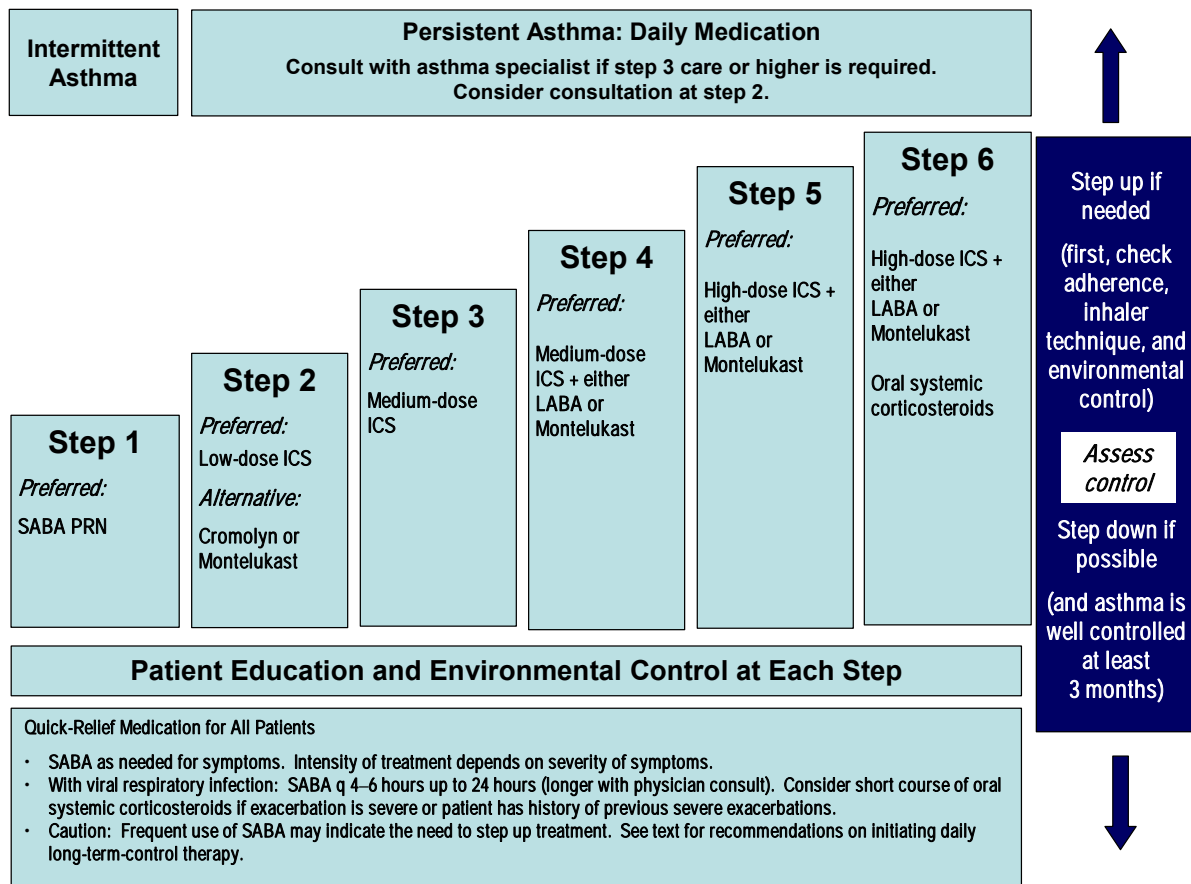 Intermittent
Asthma
Persistent Asthma: Daily Medication
Consult with asthma specialist if step 3 care or higher is required.
Consider consultation at step 2.
Step 1
Preferred:
SABA PRN
Step 2
Preferred:
Low-dose ICS
Alternative:
Cromolyn or
Montelukast
Step 3
Preferred:
Medium-dose
ICS
Step 4
Preferred:
Medium-dose
ICS + either
LABA or
Montelukast
Step 5
Preferred:
High-dose ICS +
either
LABA or
Montelukast
Step 6
Preferred:
High-dose ICS +
either
LABA or
Montelukast
Oral systemic
corticosteroids
Step up if
needed
(first, check
adherence,
inhaler
technique, and
environmental
control)
Assess
control
Step down if
possible
(and asthma is
well controlled
at least
3 months)
Patient Education and Environmental Control at Each Step
Quick-Relief Medication for All Patients
• SABA as needed for symptoms. Intensity of treatment depends on severity of symptoms.
• With viral respiratory infection: SABA q 4–6 hours up to 24 hours (longer with physician consult). Consider short course of oral
systemic corticosteroids if exacerbation is severe or patient has history of previous severe exacerbations.
• Caution: Frequent use of SABA may indicate the need to step up treatment. See text for recommendations on initiating daily
long-term-control therapy.